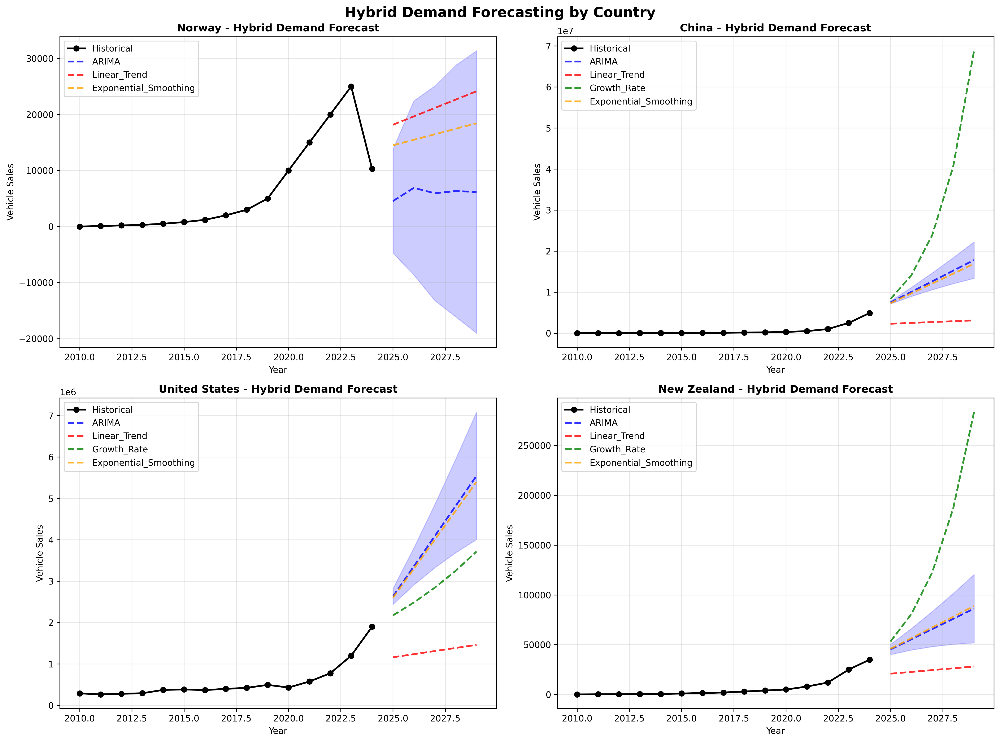 Hybrid Demand Forecasting by Country
Norway - Hybrid Demand Forecast
Historical
ARIMA
Linear_Trend
Exponential_Smoothing
30000
20000
10000
0
−10000
−20000
Vehicle Sales
2010.0 2012.5 2015.0 2017.5 2020.0 2022.5 2025.0 2027.5
Year
China - Hybrid Demand Forecast
1e7
Historical
ARIMA
Linear_Trend
Growth_Rate
Exponential_Smoothing
7
6
5
4
3
2
1
0
Vehicle Sales
2010.0 2012.5 2015.0 2017.5 2020.0 2022.5 2025.0 2027.5
Year
United States - Hybrid Demand Forecast
1e6
Historical
ARIMA
Linear_Trend
Growth_Rate
Exponential_Smoothing
7
6
5
4
3
2
1
0
Vehicle Sales
2010.0 2012.5 2015.0 2017.5 2020.0 2022.5 2025.0 2027.5
Year
New Zealand - Hybrid Demand Forecast
Historical
ARIMA
Linear_Trend
Growth_Rate
Exponential_Smoothing
250000
200000
150000
100000
50000
0
Vehicle Sales
2010.0 2012.5 2015.0 2017.5 2020.0 2022.5 2025.0 2027.5
Year